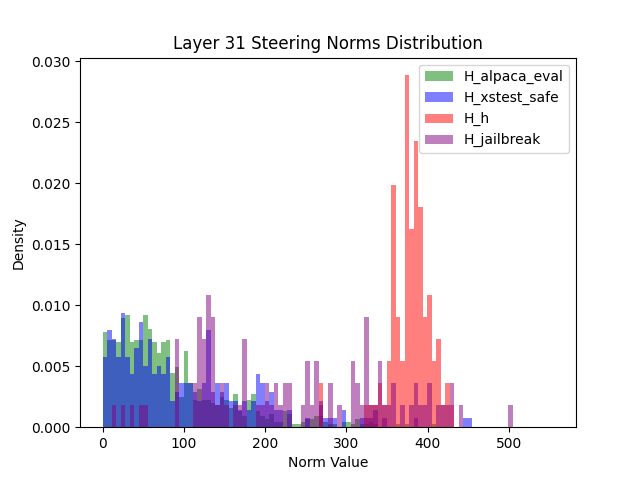 Layer 31 Steering Norms Distribution
H_alpaca_eval
H_xstest_safe
H_h
H_jailbreak
Density
0.030
0.025
0.020
0.015
0.010
0.005
0.000
0
100
200
300
400
500
Norm Value